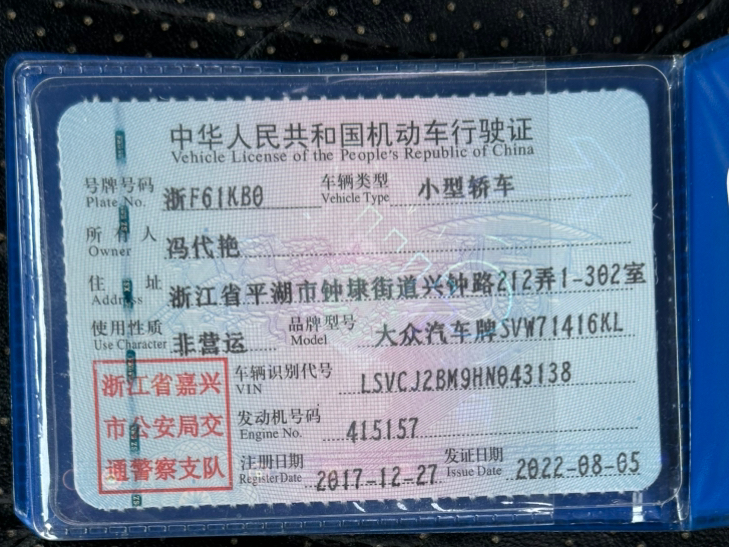 中华人民共和国机动车行驶证
Vehicle License of the People's Republic of China
号牌号码 浙F61KB0 车辆类型 小型轿车
Plate No. Vehicle Type
所有人 冯代艳
Owner
住址 浙江省平湖市钟埭街道兴钟路212弄1-302室
Address
使用性质 非营运 品牌型号 大众汽车牌SVW71416KL
Use Character Model
浙江省嘉兴
市公安局交
通警察支队
车辆识别代号 LSVCJ2BM9HN043138
VIN
发动机号码 415157
Engine No.
注册日期 2017-12-27 发证日期 2022-08-05
Register Date Issue Date